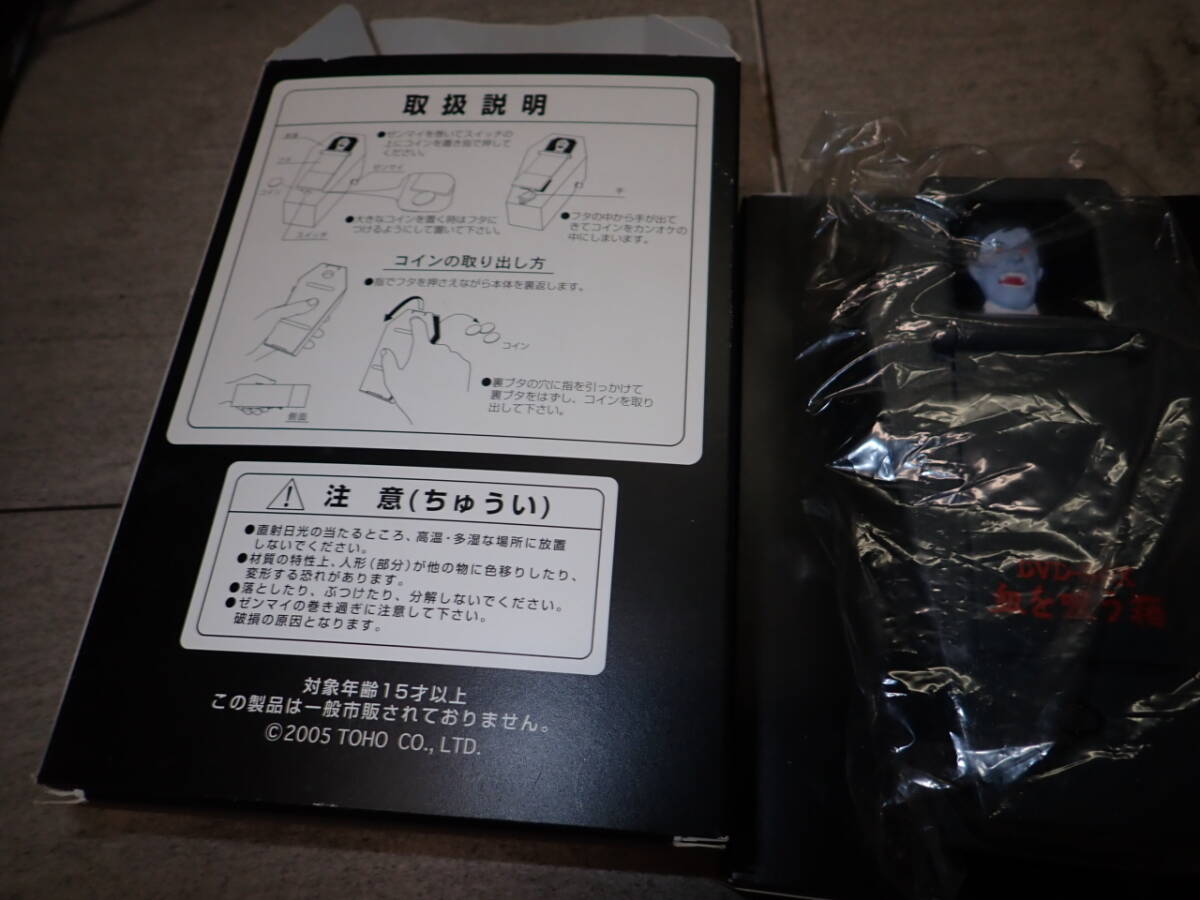 取扱説明
●ゼンマイを巻いてスイッチの
上にコインを置き指で押して
ください。
ゼンマイ
手
●大きなコインを置く時はフタに
つけるようにして置いて下さい。
●フタの中から手が出て
きてコインをカンオケの
中にしまいます。
スイッチ
コインの取り出し方
●指でフタを押さえながら本体を裏返します。
コイン
●裏ブタの穴に指を引っかけて
裏ブタをはずし、コインを取り
出して下さい。
側面
注 意(ちゅうい)
●直射日光の当たるところ、高温・多湿な場所に放置
しないでください。
●材質の特性上、人形(部分)が他の物に色移りしたり、
変形する恐れがあります。
●落としたり、ぶつけたり、分解しないでください。
●ゼンマイの巻き過ぎに注意して下さい。
破損の原因となります。
対象年齢15才以上
この製品は一般市販されておりません。
©2005 TOHO CO., LTD.
DVD-BOX
血を吸う箱